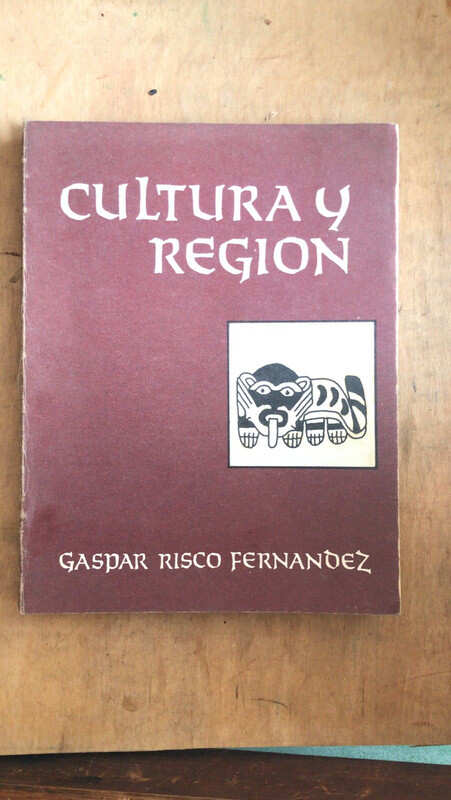 CULTURA Y
REGION
GASPAR RISCO FERNANDEZ